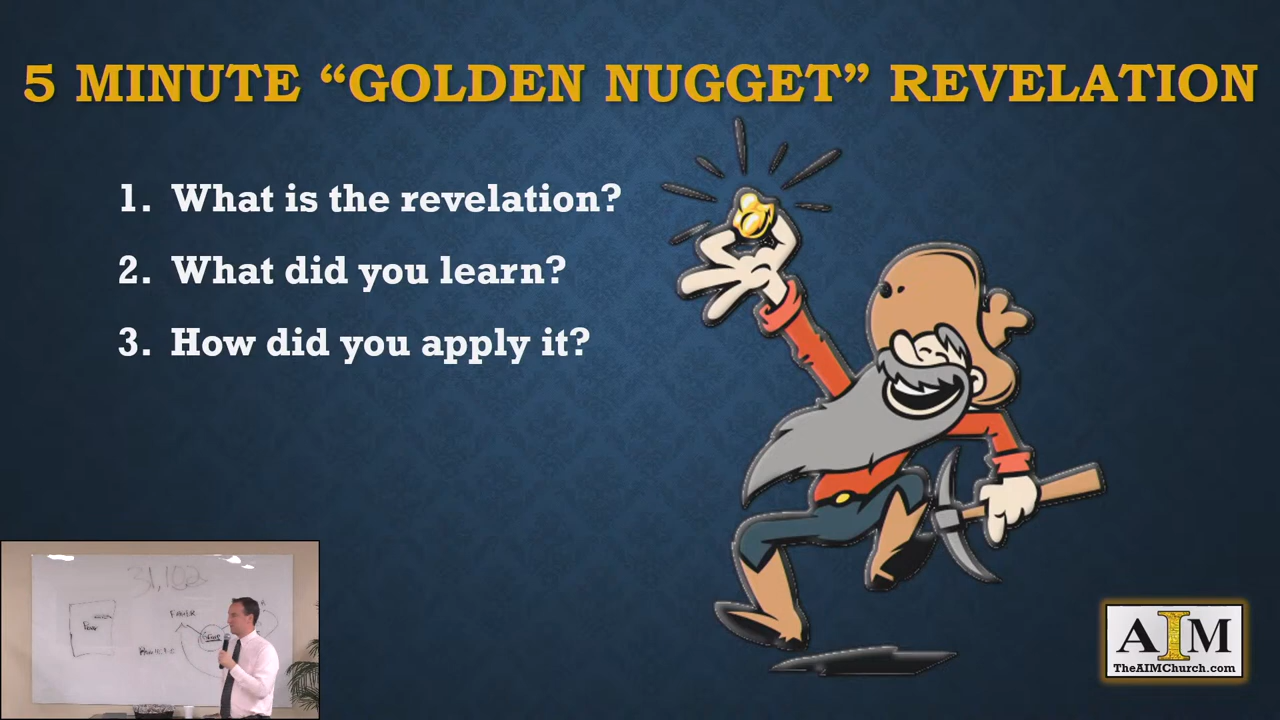 5 MINUTE “GOLDEN NUGGET” REVELATION
1. What is the revelation?
2. What did you learn?
3. How did you apply it?
AIM
TheAIMChurch.com